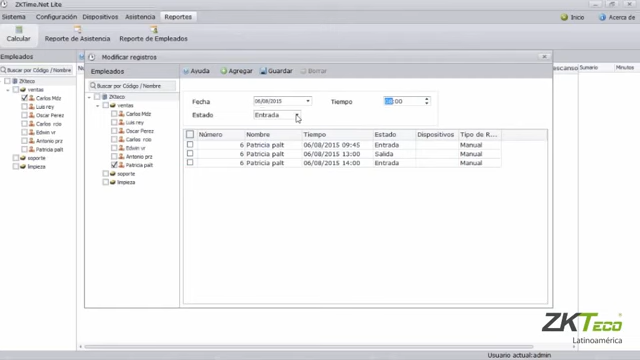 ZKTime.Net Lite
Sistema Configuración Dispositivos Asistencia Reportes
Inicio Acerca de
Calcular Reporte de Asistencia Reporte de Empleados
Empleados
Buscar por Código / Nombre
ZKteco
ventas
Carlos Mdz
Luis rey
Oscar Perez
Carlos
Edwin vr
Antonio prz
Patricia palt
soporte
limpieza
Modificar registros
Empleados
Buscar por Código /Nombre
ZKteco
ventas
Carlos Mdz
Luis rey
Oscar Perez
Carlos
Edwin vr
Antonio prz
Patricia palt
soporte
limpieza
Ayuda Agregar Guardar Borrar
Fecha 06/08/2015 Tiempo :00
Estado Entrada
Número Nombre Tiempo Estado Dispositivos Tipo de R...
6 Patricia palt 06/08/2015 09:45 Entrada Manual
6 Patricia palt 06/08/2015 13:00 Salida Manual
6 Patricia palt 06/08/2015 14:00 Entrada Manual
escanso Sumario Minutos
ZKTeco
Latinoamérica
Usuario actual:admin